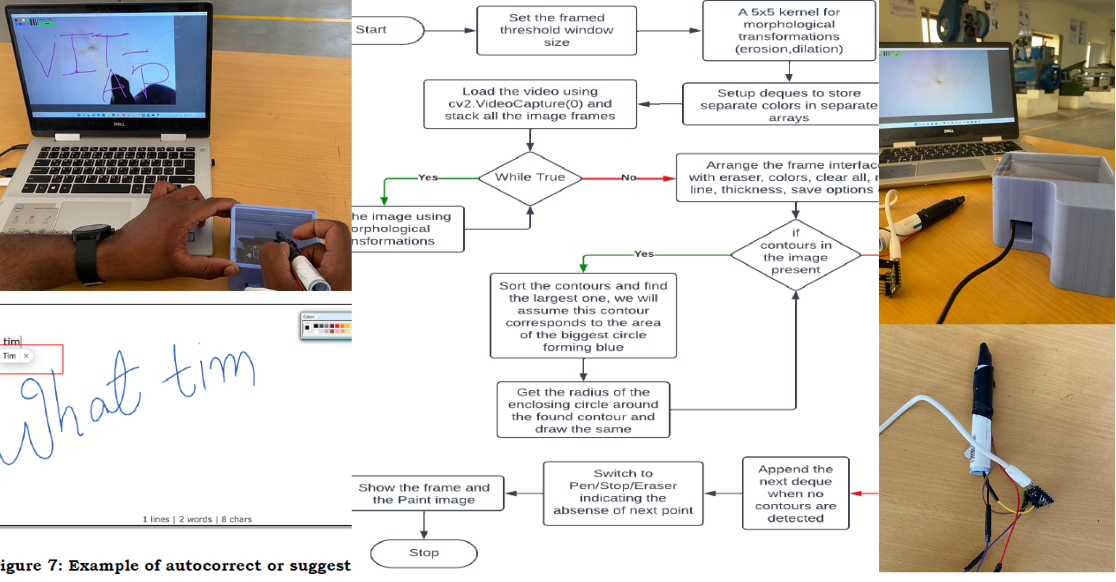 VIT-
AP
DELL
tim
Tim ×
Colors
What tim
1 lines | 2 words | 8 chars
igure 7: Example of autocorrect or suggest
Start
Set the framed
threshold window
size
A 5x5 kernel for
morphological
transformations
(erosion,dilation)
Load the video using
cv2.VideoCapture(0) and
stack all the image frames
Setup deques to store
separate colors in separate
arrays
Yes
While True
No
Arrange the frame interfac
with eraser, colors, clear all, r
line, thickness, save options
he image using
orphological
nsformations
if
contours in
the image
present
Yes
Sort the contours and find
the largest one, we will
assume this contour
corresponds to the area
of the biggest circle
forming blue
Get the radius of the
enclosing circle around
the found contour and
draw the same
Append the
next deque
when no
contours are
detected
Switch to
Pen/Stop/Eraser
indicating the
absense of next point
Show the frame and
the Paint image
Stop
DELL